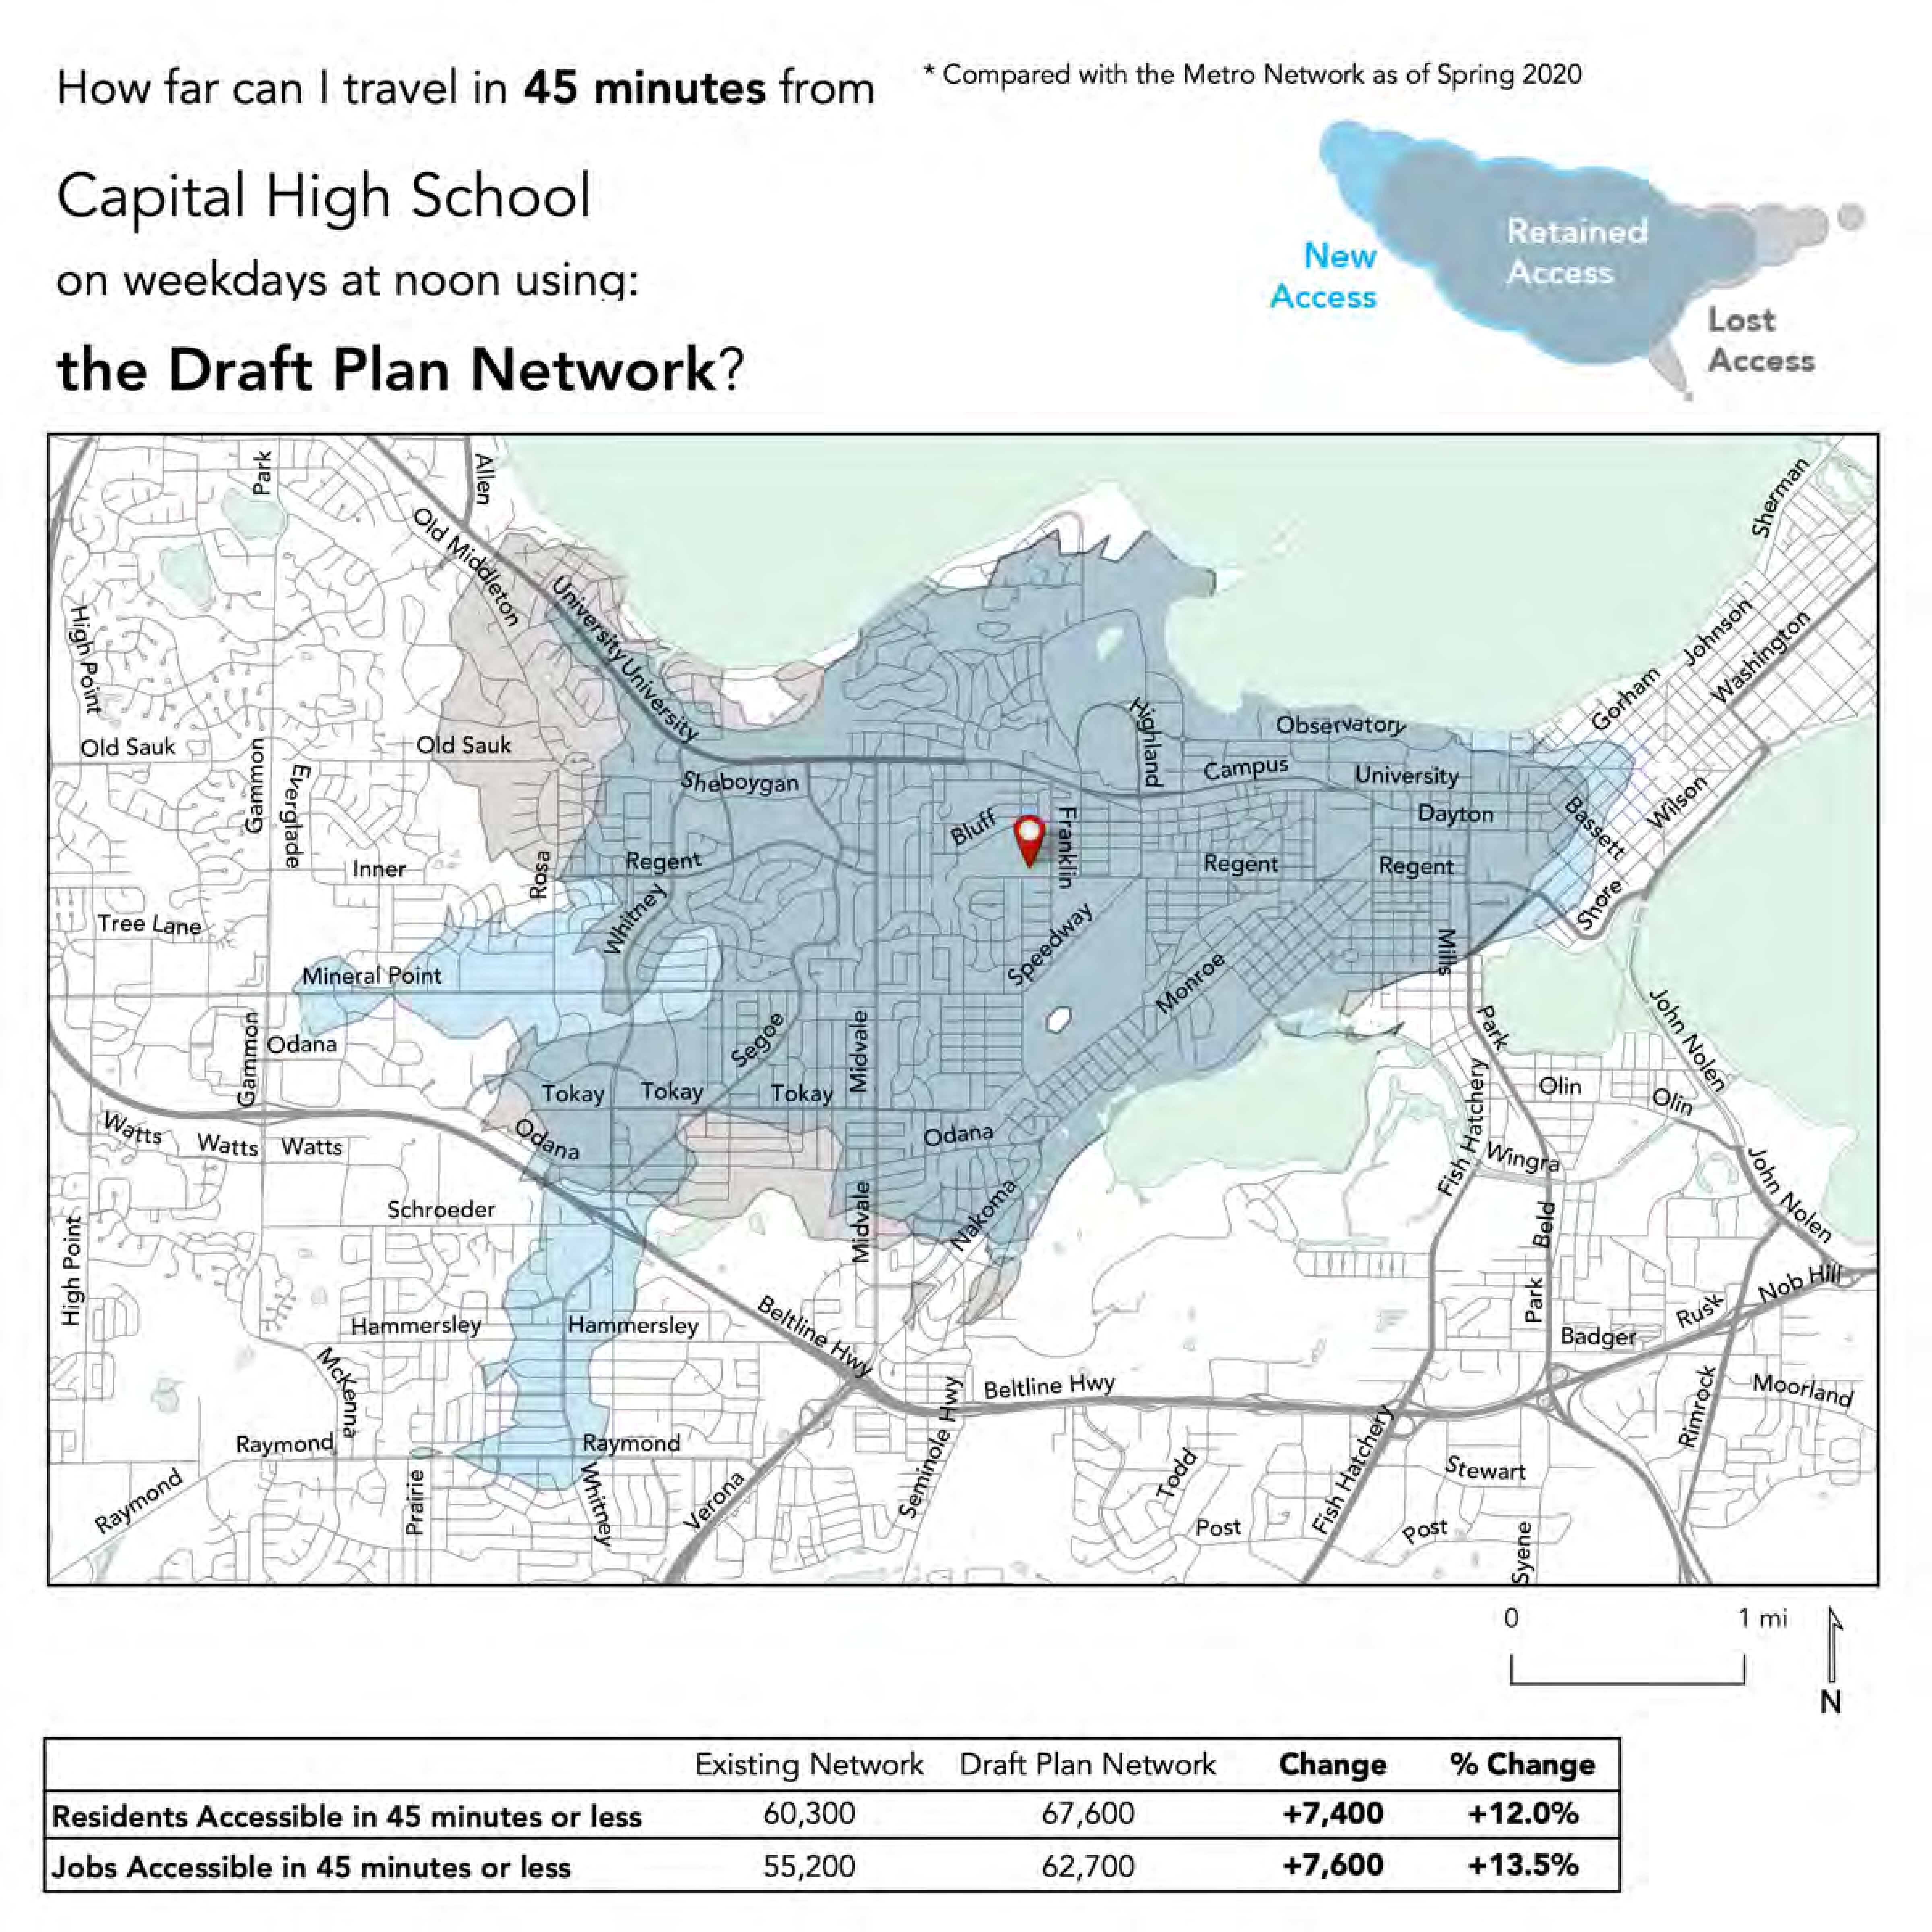 How far can I travel in 45 minutes from
* Compared with the Metro Network as of Spring 2020
Capital High School
on weekdays at noon using:
the Draft Plan Network?
New
Access
Retained
Access
Lost
Access
Park
Allen
Sherman
Old Middleton
University
University
University
High Point
Johnson
Washington
Gorham
Highland
Observatory
Old Sauk
Old Sauk
Gammon
Everglade
Sheboygan
Campus
University
Dayton
Bluff
Franklin
Bassett
Wilson
Inner
Rosa
Regent
Regent
Regent
Whitney
Shore
Tree Lane
Speedway
Monroe
Mills
Mineral Point
Gammon
Odana
Segoe
Midvale
Park
John Nolen
Tokay
Tokay
Tokay
Fish Hatchery
Olin
Olin
Watts
Watts
Watts
Odana
Odana
Wingra
John Nolen
Schroeder
Midvale
Nakoma
Beld
High Point
Park
Nob Hill
Rusk
Badger
Hammersley
Hammersley
Beltline Hwy
McKenna
Beltline Hwy
Rimrock
Moorland
Raymond
Raymond
Raymond
Prairie
Whitney
Verona
Seminole Hwy
Todd
Fish Hatchery
Stewart
Post
Post
Syene
0 1 mi
N
Existing Network Draft Plan Network Change % Change
Residents Accessible in 45 minutes or less 60,300 67,600 +7,400 +12.0%
Jobs Accessible in 45 minutes or less 55,200 62,700 +7,600 +13.5%